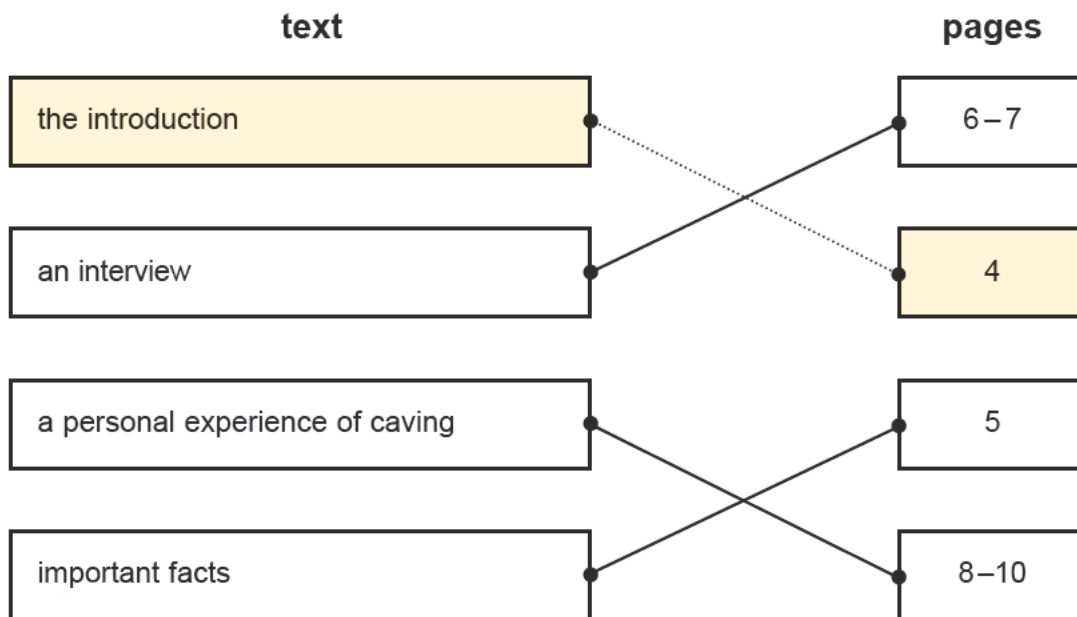 text
pages
the introduction
6–7
an interview
4
a personal experience of caving
5
important facts
8–10